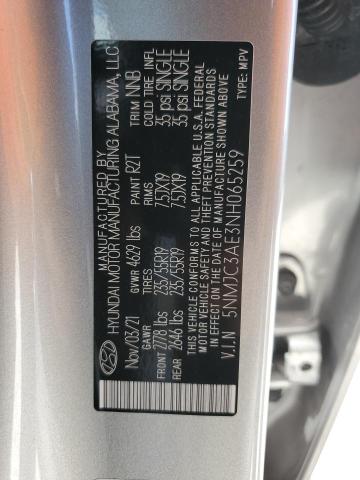 MANUFACTURED BY
HYUNDAI MOTOR MANUFACTURING ALABAMA, LLC
Nov/03/21 GVWR 4627 lbs PAINT R2T TRIM NNB
GAWR TIRE RIMS COLD TIRE INFL
FRONT 2778 lbs 235/55R19 7.5JX19 35 psi SINGLE
REAR 2646 lbs 235/55R19 7.5JX19 35 psi SINGLE
THIS VEHICLE CONFORMS TO ALL APPLICABLE U.S.A. FEDERAL
MOTOR VEHICLE SAFETY, BUMPER, AND THEFT PREVENTION STANDARDS
IN EFFECT ON THE DATE OF MANUFACTURE SHOWN ABOVE
V.I.N 5NMJC3AE3NH065259 TYPE: MPV